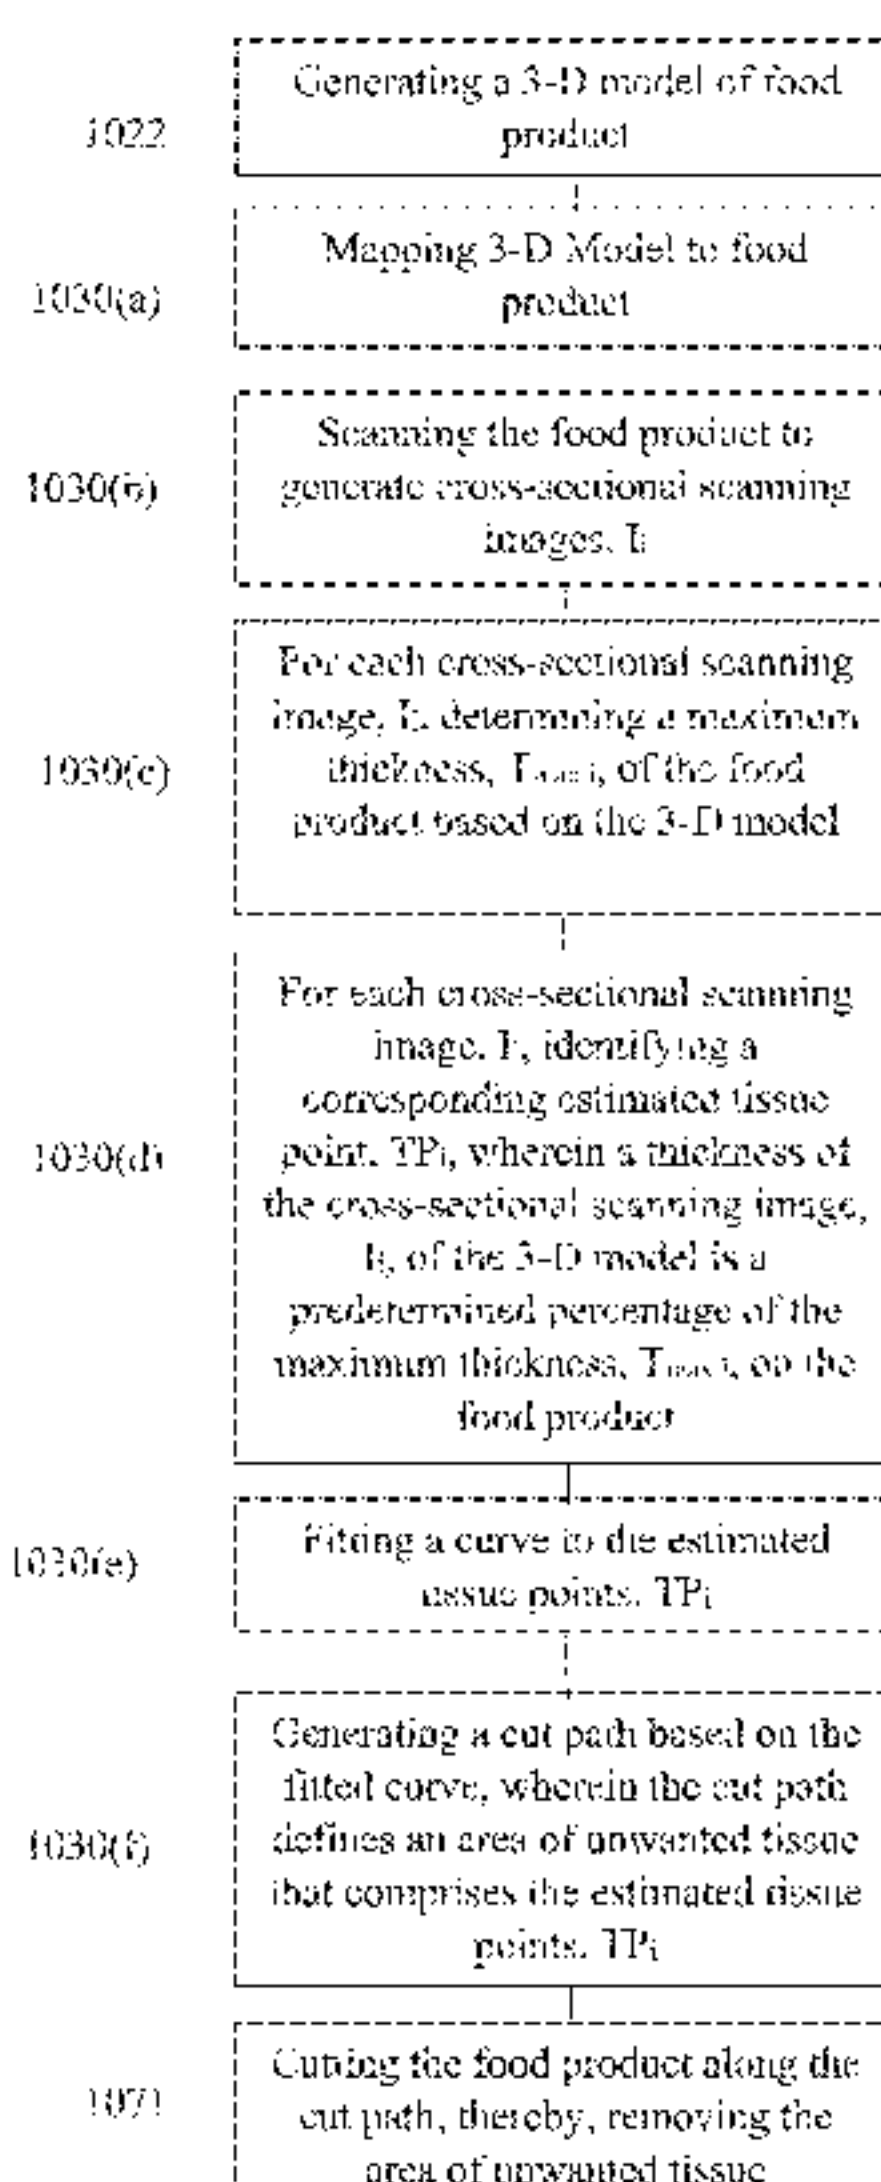 Generating a 3-D model of food
product
1022
Mapping 3-D Model to food
product
1030(a)
Scanning the food product to
generate cross-sectional scanning
images, Ii
1030(b)
For each cross-sectional scanning
image, Ii, determining a maximum
thickness, Tmax i, of the food
product based on the 3-D model
1030(c)
For each cross-sectional scanning
image, Ii, identifying a
corresponding estimated tissue
point, TPi, wherein a thickness of
the cross-sectional scanning image,
Ii, of the 3-D model is a
predetermined percentage of the
maximum thickness, Tmax i, on the
food product
1030(d)
Fitting a curve to the estimated
tissue points, TPi
1030(e)
Generating a cut path based on the
fitted curve, wherein the cut path
defines an area of unwanted tissue
that comprises the estimated tissue
points, TPi
1030(f)
Cutting the food product along the
cut path, thereby, removing the
area of unwanted tissue
1071